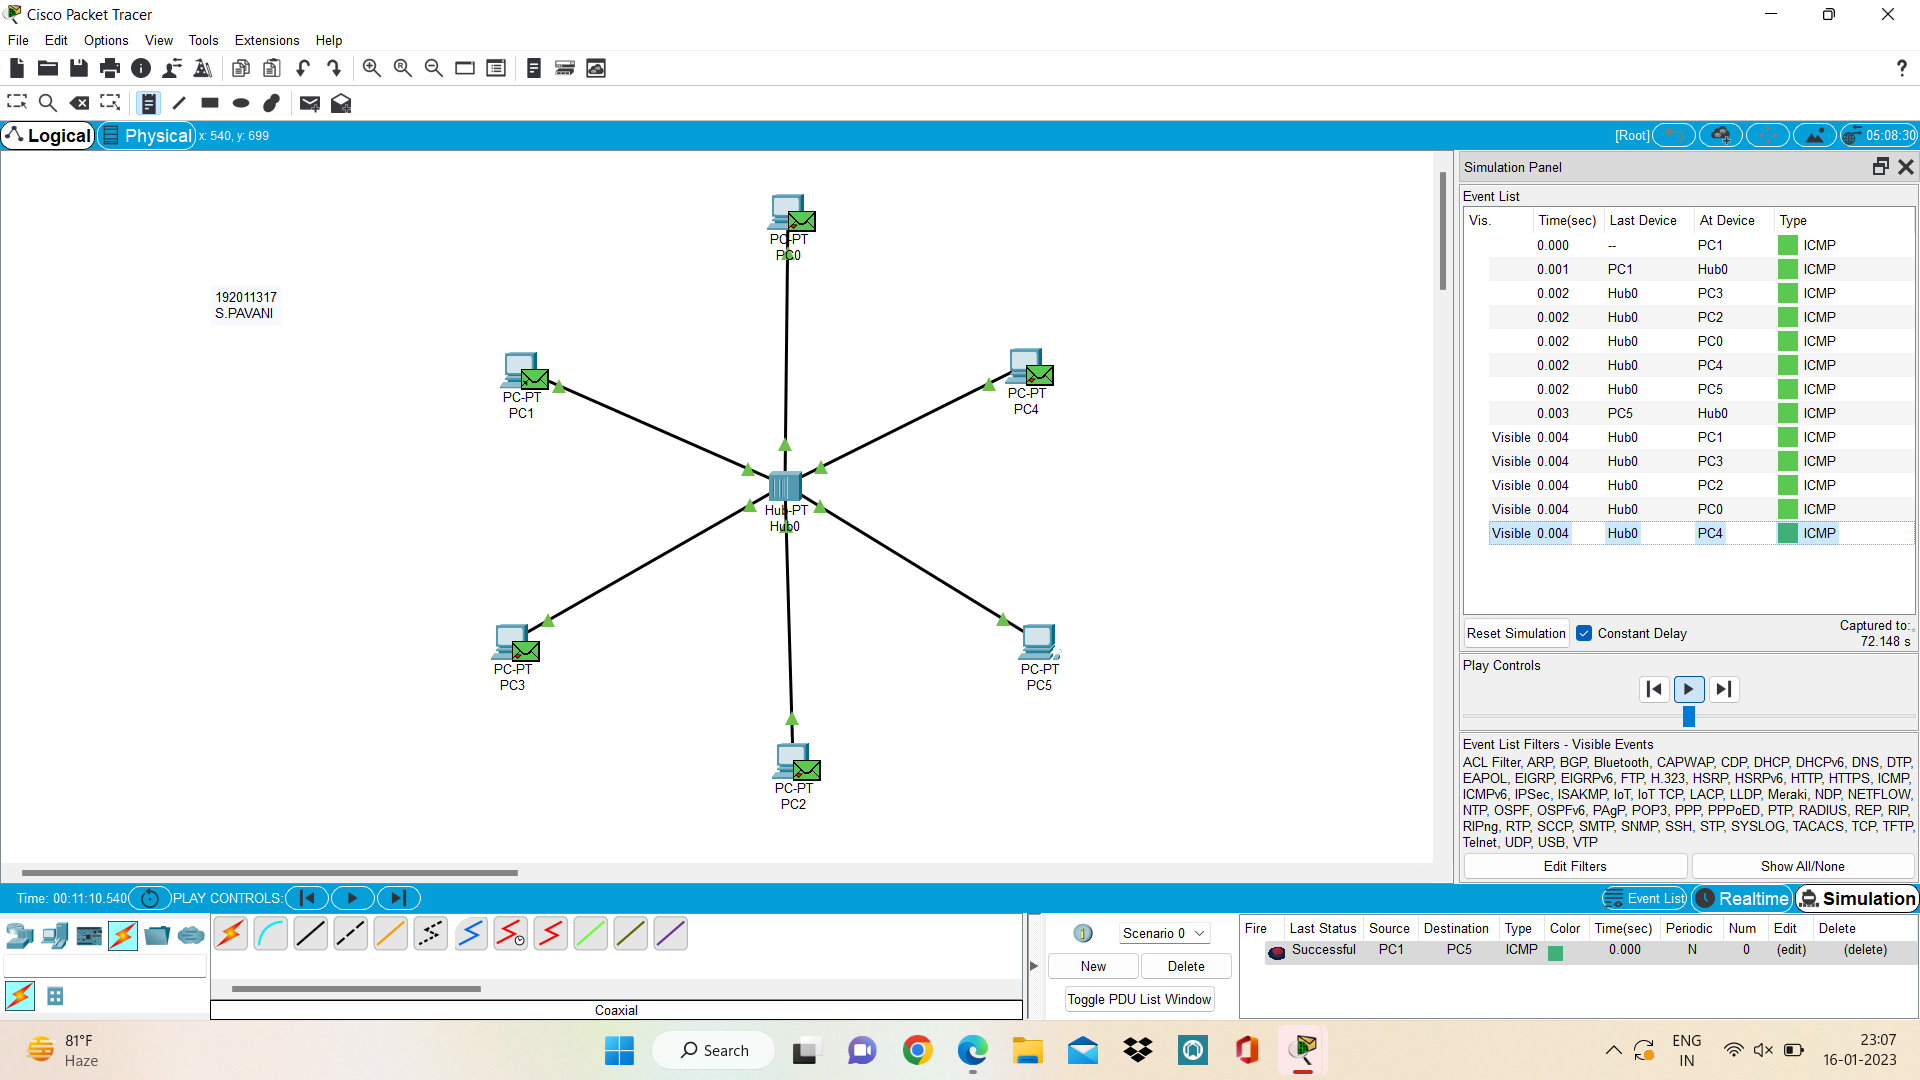 Cisco Packet Tracer
File Edit Options View Tools Extensions Help
?
Logical Physical x: 540, y: 699 [Root] 05:08:30
192011317
S.PAVANI
PC-PT
PC0
PC-PT
PC1
PC-PT
PC4
Hub-PT
Hub0
PC-PT
PC3
PC-PT
PC5
PC-PT
PC2
Simulation Panel
Event List
Vis. Time(sec) Last Device At Device Type
0.000 -- PC1 ICMP
0.001 PC1 Hub0 ICMP
0.002 Hub0 PC3 ICMP
0.002 Hub0 PC2 ICMP
0.002 Hub0 PC0 ICMP
0.002 Hub0 PC4 ICMP
0.002 Hub0 PC5 ICMP
0.003 PC5 Hub0 ICMP
Visible 0.004 Hub0 PC1 ICMP
Visible 0.004 Hub0 PC3 ICMP
Visible 0.004 Hub0 PC2 ICMP
Visible 0.004 Hub0 PC0 ICMP
Visible 0.004 Hub0 PC4 ICMP
Reset Simulation Constant Delay Captured to:
72.148 s
Play Controls
Event List Filters - Visible Events
ACL Filter, ARP, BGP, Bluetooth, CAPWAP, CDP, DHCP, DHCPv6, DNS, DTP,
EAPOL, EIGRP, EIGRPv6, FTP, H.323, HSRP, HSRPv6, HTTP, HTTPS, ICMP,
ICMPv6, IPSec, ISAKMP, IoT, IoT TCP, LACP, LLDP, Meraki, NDP, NETFLOW,
NTP, OSPF, OSPFv6, PAgP, POP3, PPP, PPPoED, PTP, RADIUS, REP, RIP,
RIPng, RTP, SCCP, SMTP, SNMP, SSH, STP, SYSLOG, TACACS, TCP, TFTP,
Telnet, UDP, USB, VTP
Edit Filters Show All/None
Time: 00:11:10.540 PLAY CONTROLS: Event List Realtime Simulation
Scenario 0
New Delete
Toggle PDU List Window
Fire Last Status Source Destination Type Color Time(sec) Periodic Num Edit Delete
Successful PC1 PC5 ICMP 0.000 N 0 (edit) (delete)
Coaxial
81°F
Haze
Search
ENG
IN
23:07
16-01-2023